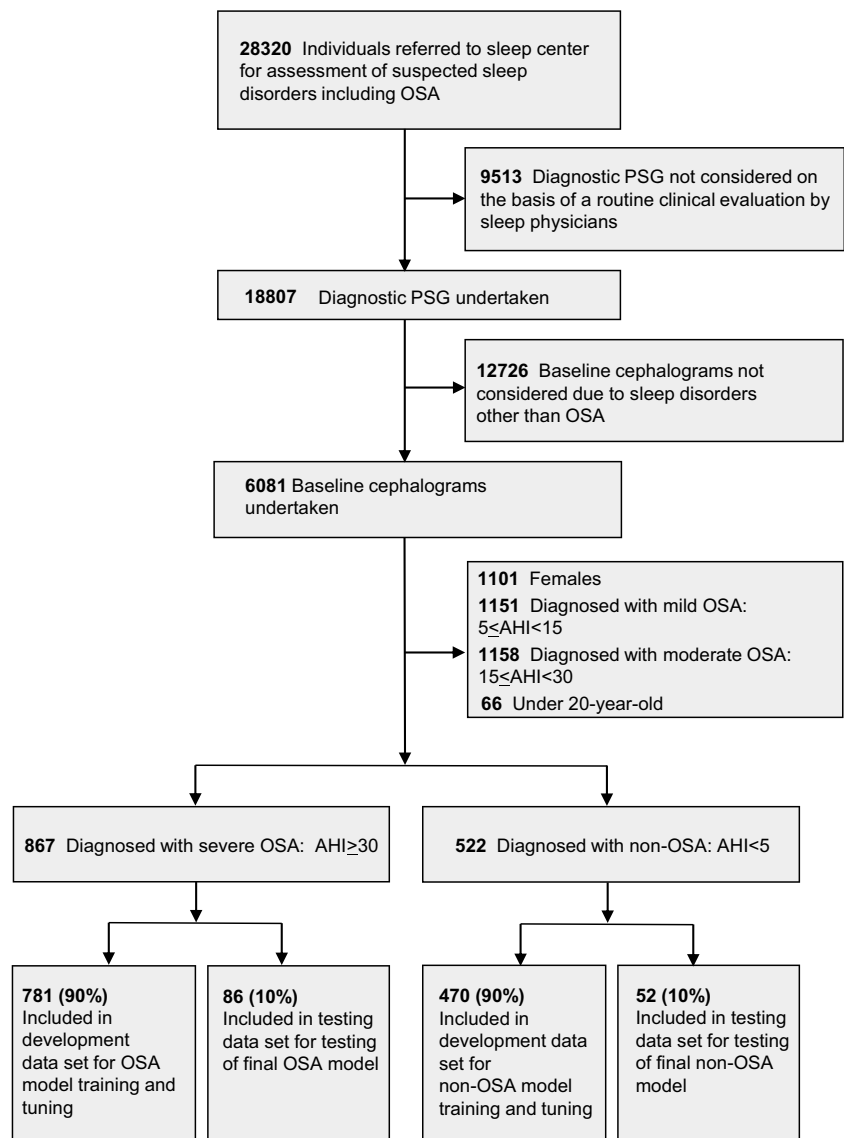 28320 Individuals referred to sleep center
for assessment of suspected sleep
disorders including OSA
9513 Diagnostic PSG not considered on
the basis of a routine clinical evaluation by
sleep physicians
18807 Diagnostic PSG undertaken
12726 Baseline cephalograms not
considered due to sleep disorders
other than OSA
6081 Baseline cephalograms
undertaken
1101 Females
1151 Diagnosed with mild OSA:
5≤AHI<15
1158 Diagnosed with moderate OSA:
15≤AHI<30
66 Under 20-year-old
867 Diagnosed with severe OSA: AHI≥30
522 Diagnosed with non-OSA: AHI<5
781 (90%)
Included in
development
data set for OSA
model training and
tuning
86 (10%)
Included in testing
data set for testing
of final OSA model
470 (90%)
Included in
development data
set for
non-OSA model
training and tuning
52 (10%)
Included in testing
data set for testing
of final non-OSA
model